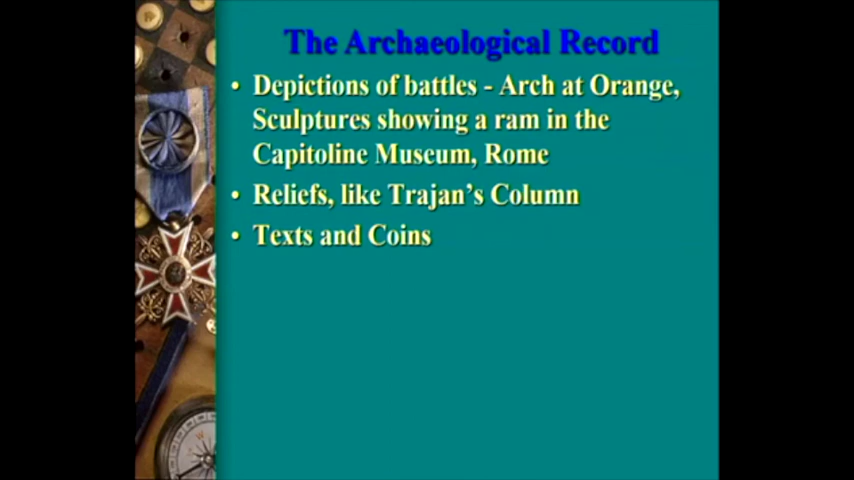 The Archaeological Record
• Depictions of battles - Arch at Orange,
Sculptures showing a ram in the
Capitoline Museum, Rome
• Reliefs, like Trajan's Column
• Texts and Coins